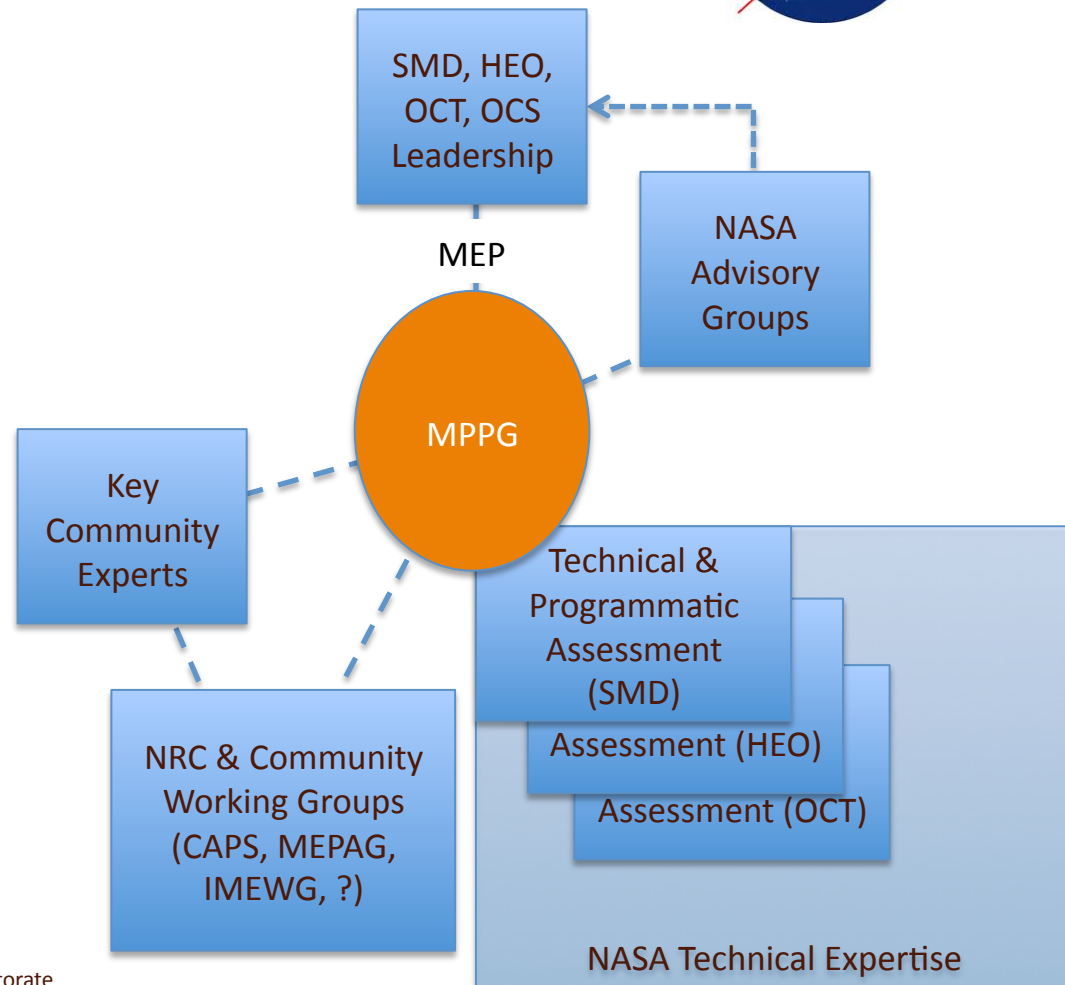 SMD, HEO,
OCT, OCS
Leadership
MEP
NASA
Advisory
Groups
MPPG
Key
Community
Experts
Technical &
Programmatic
Assessment
(SMD)
Assessment (HEO)
Assessment (OCT)
NRC & Community
Working Groups
(CAPS, MEPAG,
IMEWG, ?)
NASA Technical Expertise